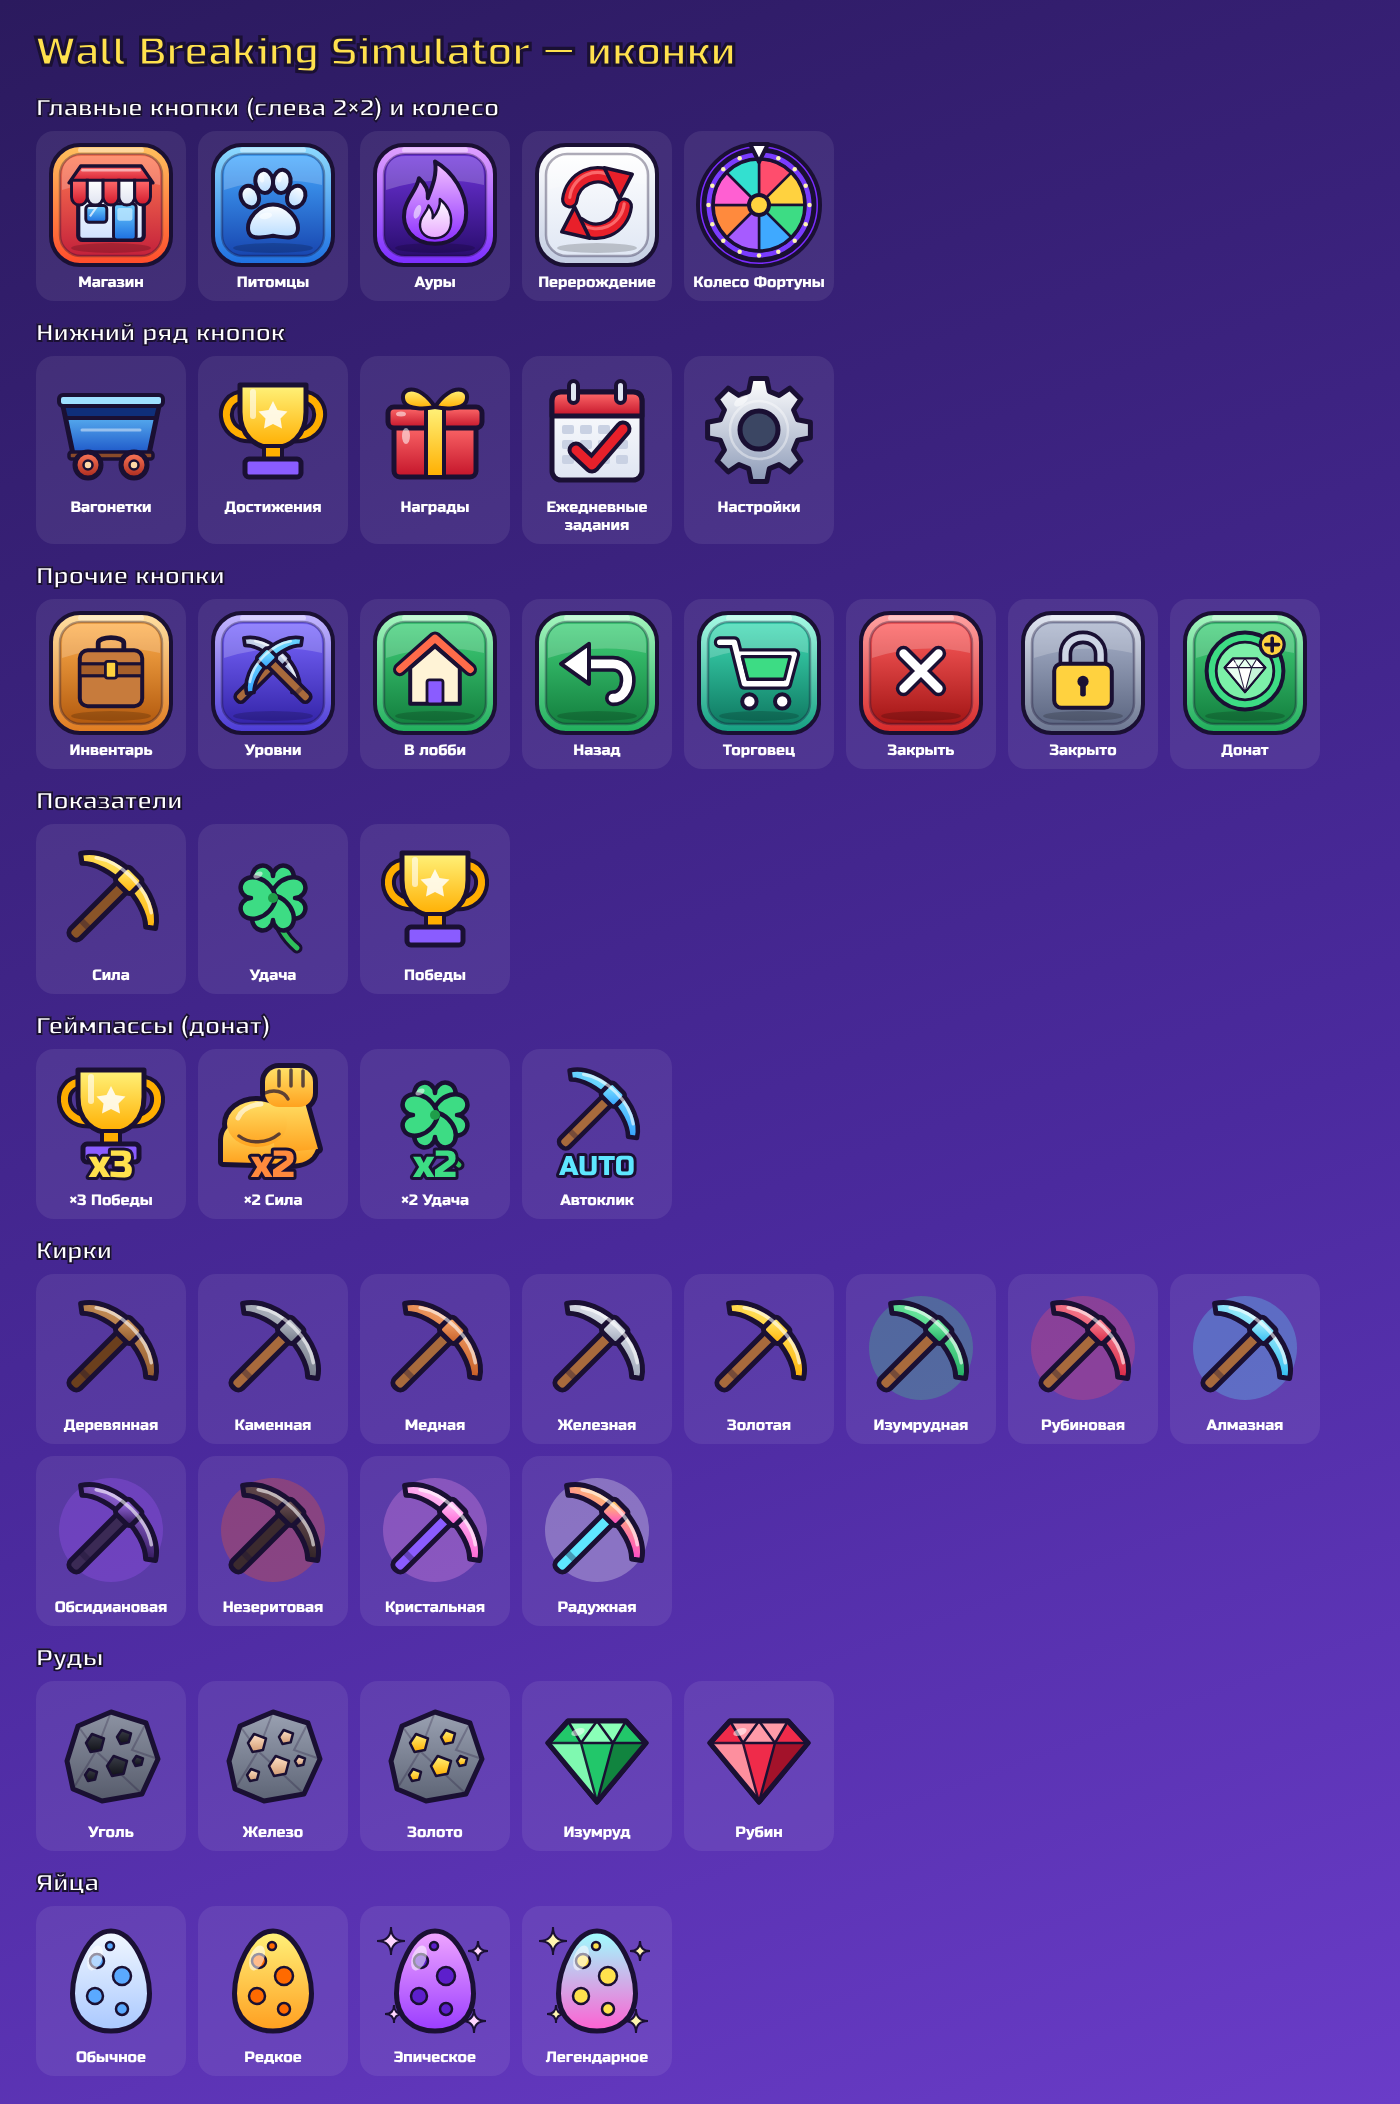 Wall Breaking Simulator — иконки
Главные кнопки (слева 2×2) и колесо
Магазин
Питомцы
Ауры
Перерождение
Колесо Фортуны
Нижний ряд кнопок
Вагонетки
Достижения
Награды
Ежедневные
задания
Настройки
Прочие кнопки
Инвентарь
Уровни
В лобби
Назад
Торговец
Закрыть
Закрыто
Донат
Показатели
Сила
Удача
Победы
Геймпассы (донат)
x3
x2
x2
AUTO
×3 Победы
×2 Сила
×2 Удача
Автоклик
Кирки
Деревянная
Каменная
Медная
Железная
Золотая
Изумрудная
Рубиновая
Алмазная
Обсидиановая
Незеритовая
Кристальная
Радужная
Руды
Уголь
Железо
Золото
Изумруд
Рубин
Яйца
Обычное
Редкое
Эпическое
Легендарное